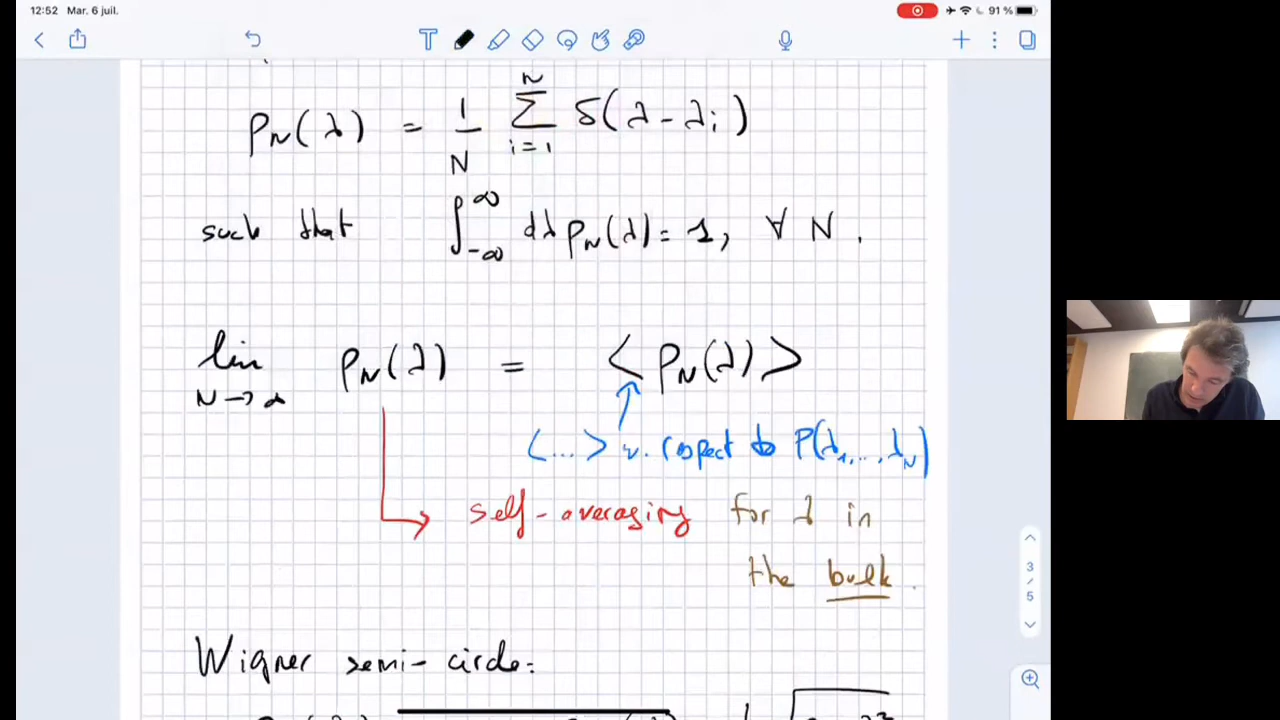 12:52 Mar. 6 juil.
91 %
ρN(λ) = 1/N Σ_{i=1}^{N} δ(λ - λi)
such that ∫_{-∞}^{∞} dλ ρN(λ) = 1, ∀ N.
lim N→∞ ρN(λ) = <ρN(λ)>
<...> w. respect to P(λ1,...,λN)
self-averaging for λ in
the bulk.
3
/
5
Wigner semi-circle: